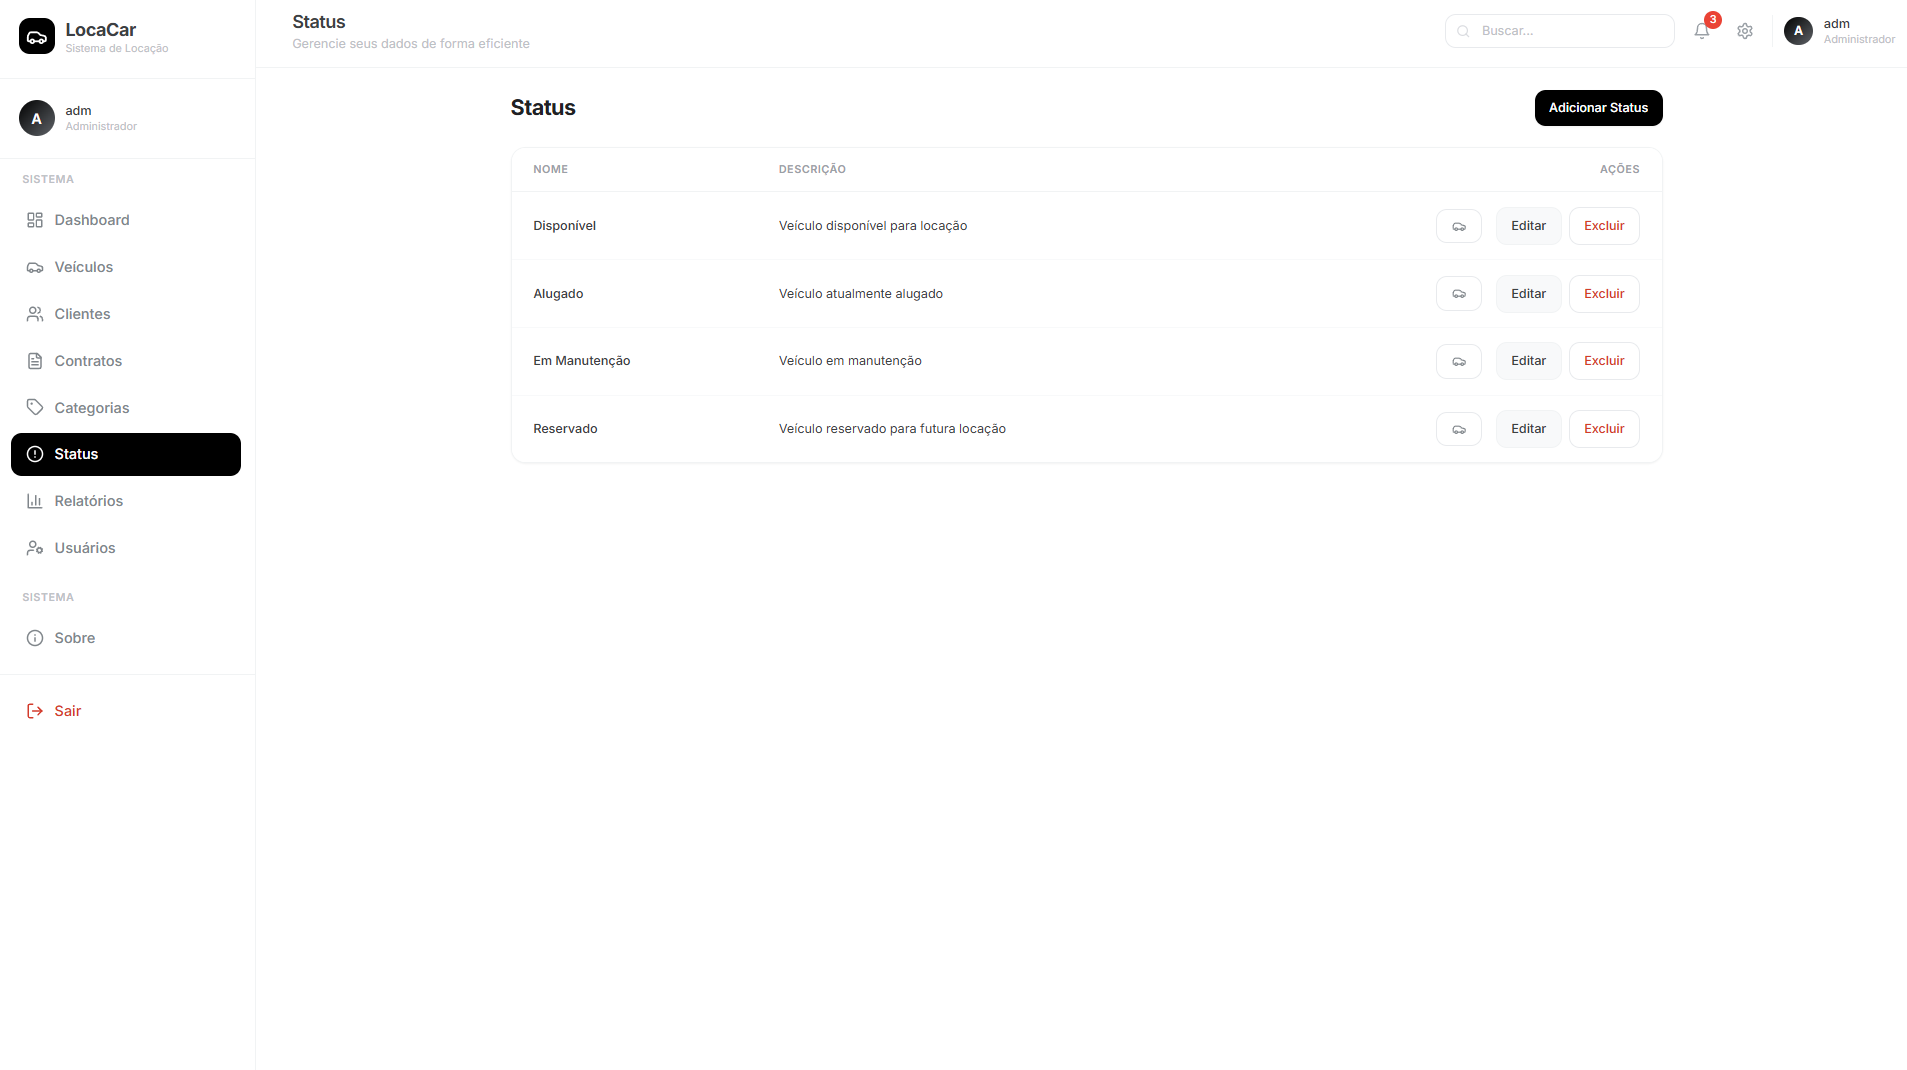 LocaCar
Sistema de Locação
A
adm
Administrador
SISTEMA
Dashboard
Veículos
Clientes
Contratos
Categorias
Status
Relatórios
Usuários
SISTEMA
Sobre
Sair
Status
Gerencie seus dados de forma eficiente
Buscar...
3
A
adm
Administrador
Status
Adicionar Status
NOME DESCRIÇÃO AÇÕES
Disponível Veículo disponível para locação Editar Excluir
Alugado Veículo atualmente alugado Editar Excluir
Em Manutenção Veículo em manutenção Editar Excluir
Reservado Veículo reservado para futura locação Editar Excluir